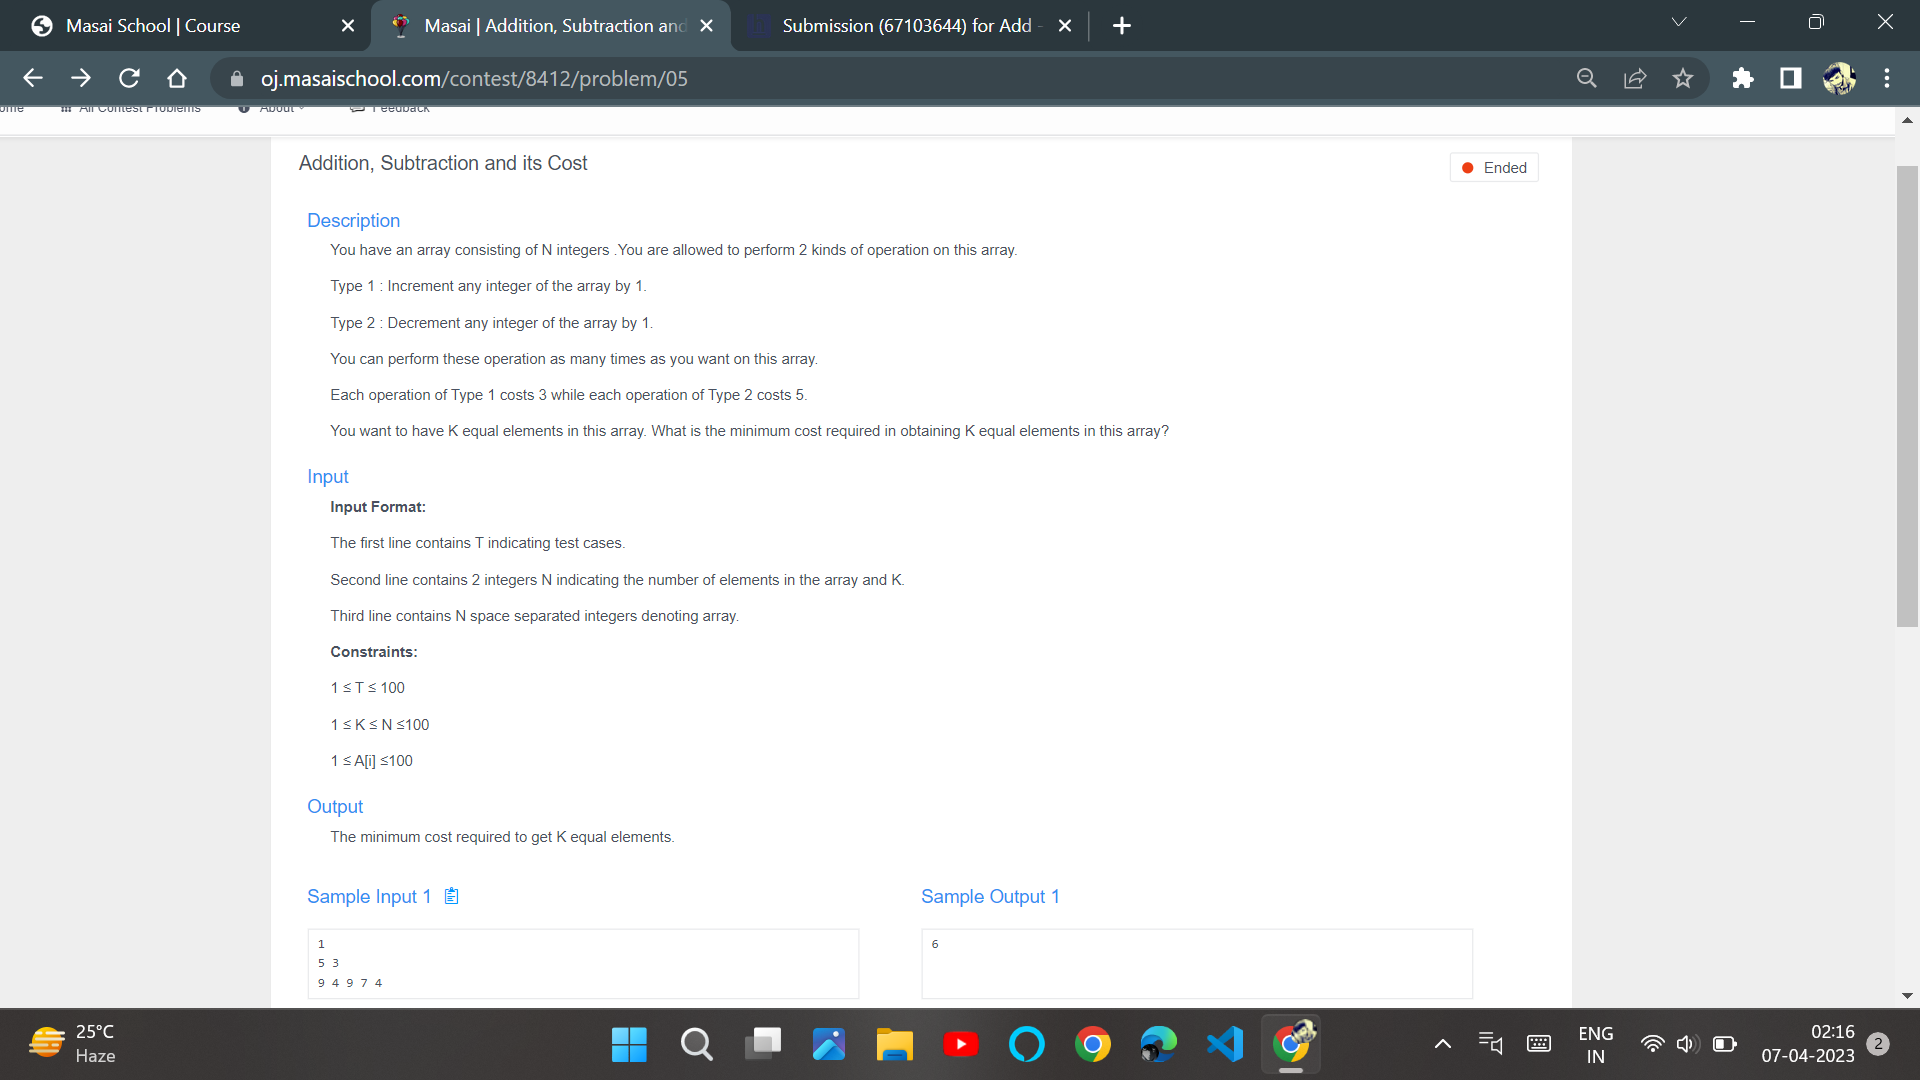 Masai School | Course
Masai | Addition, Subtraction and
Submission (67103644) for Add -
oj.masaischool.com/contest/8412/problem/05
All Contest Problems
About
Feedback
Addition, Subtraction and its Cost
Ended
Description
You have an array consisting of N integers .You are allowed to perform 2 kinds of operation on this array.
Type 1 : Increment any integer of the array by 1.
Type 2 : Decrement any integer of the array by 1.
You can perform these operation as many times as you want on this array.
Each operation of Type 1 costs 3 while each operation of Type 2 costs 5.
You want to have K equal elements in this array. What is the minimum cost required in obtaining K equal elements in this array?
Input
Input Format:
The first line contains T indicating test cases.
Second line contains 2 integers N indicating the number of elements in the array and K.
Third line contains N space separated integers denoting array.
Constraints:
1 ≤ T ≤ 100
1 ≤ K ≤ N ≤100
1 ≤ A[i] ≤100
Output
The minimum cost required to get K equal elements.
Sample Input 1
Sample Output 1
1
5 3
9 4 9 7 4
6
25°C
Haze
ENG
IN
02:16
07-04-2023
2